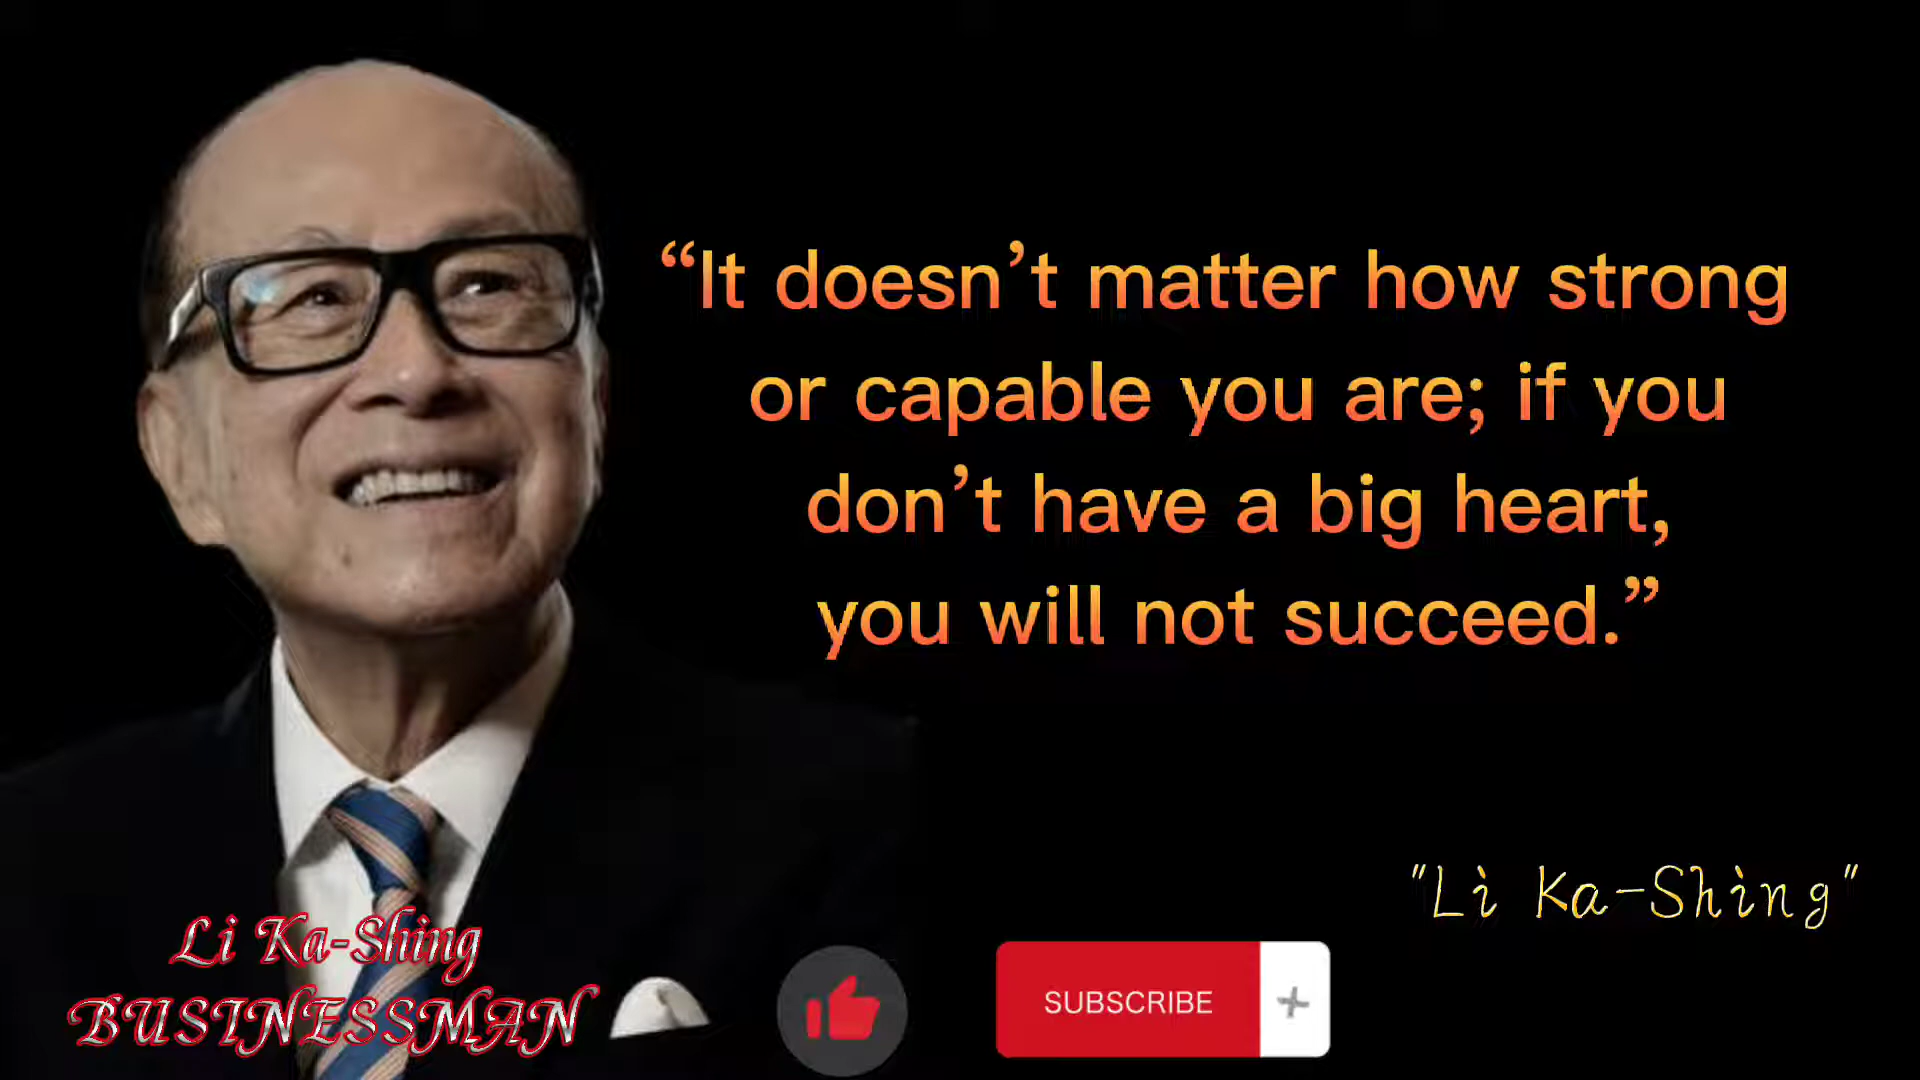 “It doesn’t matter how strong
or capable you are; if you
don’t have a big heart,
you will not succeed.”
"Li Ka-Shing"
Li Ka-Shing
BUSINESSMAN
SUBSCRIBE +